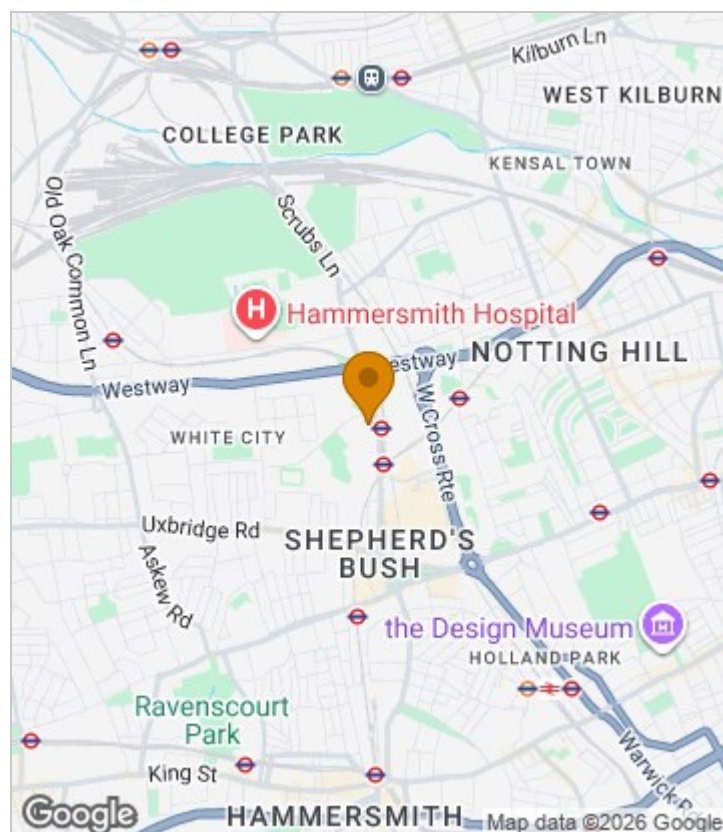 Kilburn Ln
WEST KILBURN
COLLEGE PARK
KENSAL TOWN
Old Oak Common Ln
Scrubs Ln
H
Hammersmith Hospital
Westway
NOTTING HILL
Westway
W Cross Rte
WHITE CITY
Uxbridge Rd
SHEPHERD'S
BUSH
Askew Rd
the Design Museum
HOLLAND PARK
Ravenscourt
Park
Warwick
King St
HAMMERSMITH
Google
Map data ©2026 Google